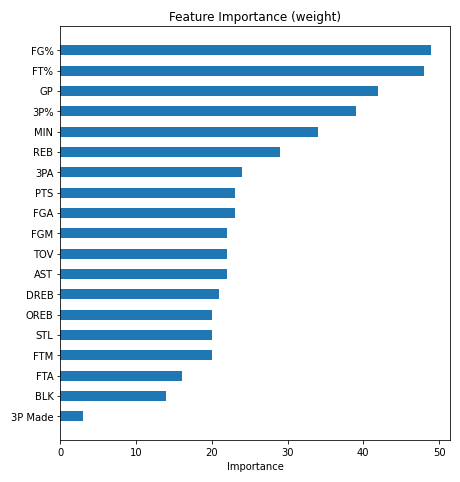 Feature Importance (weight)
FG%
FT%
GP
3P%
MIN
REB
3PA
PTS
FGA
FGM
TOV
AST
DREB
OREB
STL
FTM
FTA
BLK
3P Made
0 10 20 30 40 50
Importance